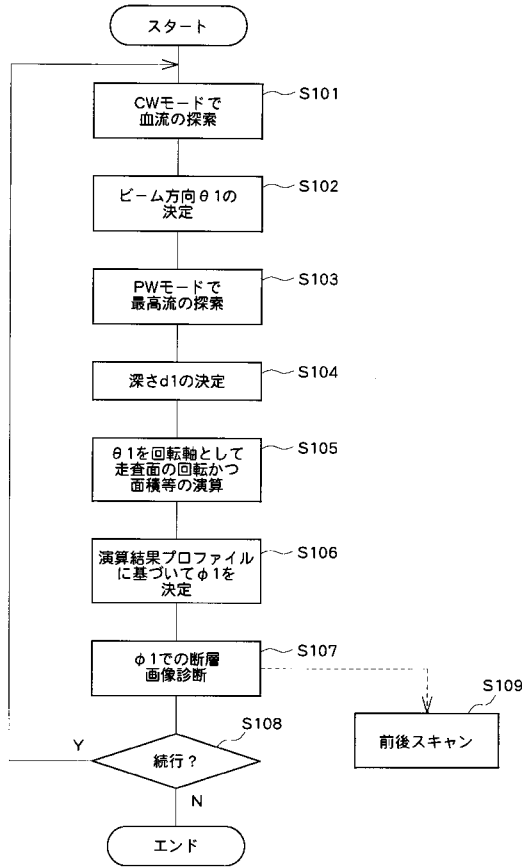 スタート
CWモードで
血流の探索
S101
ビーム方向θ1の
決定
S102
PWモードで
最高流の探索
S103
深さd1の決定
S104
θ1を回転軸として
走査面の回転かつ
面積等の演算
S105
演算結果プロファイル
に基づいてφ1を
決定
S106
φ1での断層
画像診断
S107
S109
前後スキャン
S108
続行？
Y
N
エンド